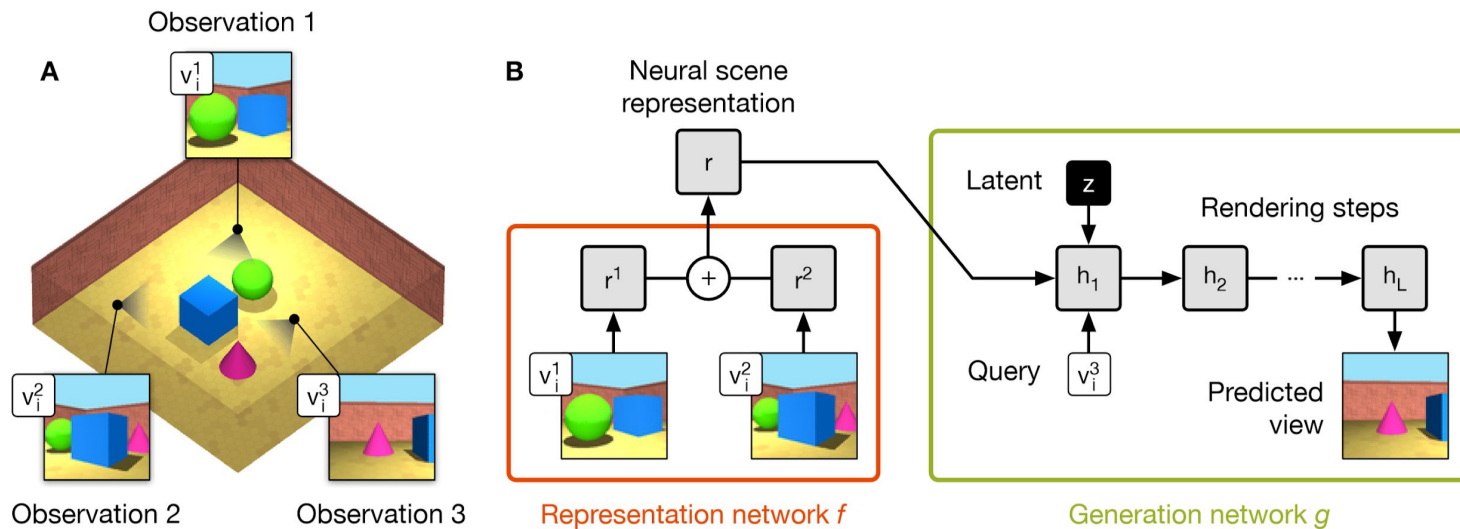 A
Observation 1
v_i^1
v_i^2
v_i^3
Observation 2
Observation 3
B
Neural scene
representation
r
r^1
+
r^2
v_i^1
v_i^2
Representation network f
Latent
z
Rendering steps
h_1
h_2
...
h_L
Query
v_i^3
Predicted
view
Generation network g